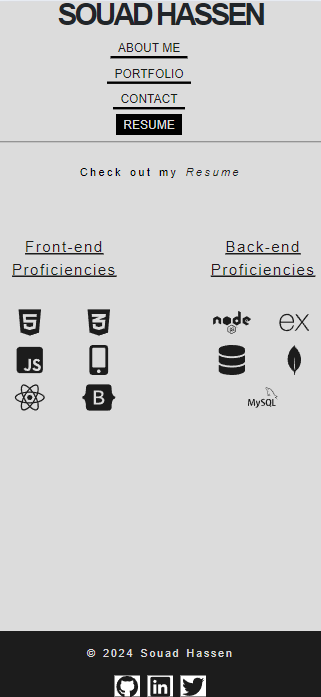 SOUAD HASSEN
ABOUT ME
PORTFOLIO
CONTACT
RESUME
Check out my Resume
Front-end
Proficiencies
Back-end
Proficiencies
5
3
node
JS
ex
JS
B
MySQL
© 2024 Souad Hassen
in